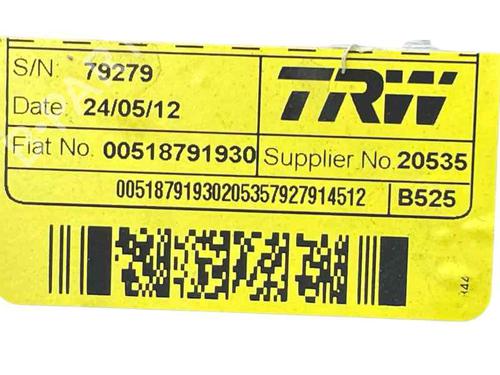 S/N: 79279
TRW
Date: 24/05/12
Fiat No. 00518791930 Supplier No. 20535
00518791930205357927914512 B525